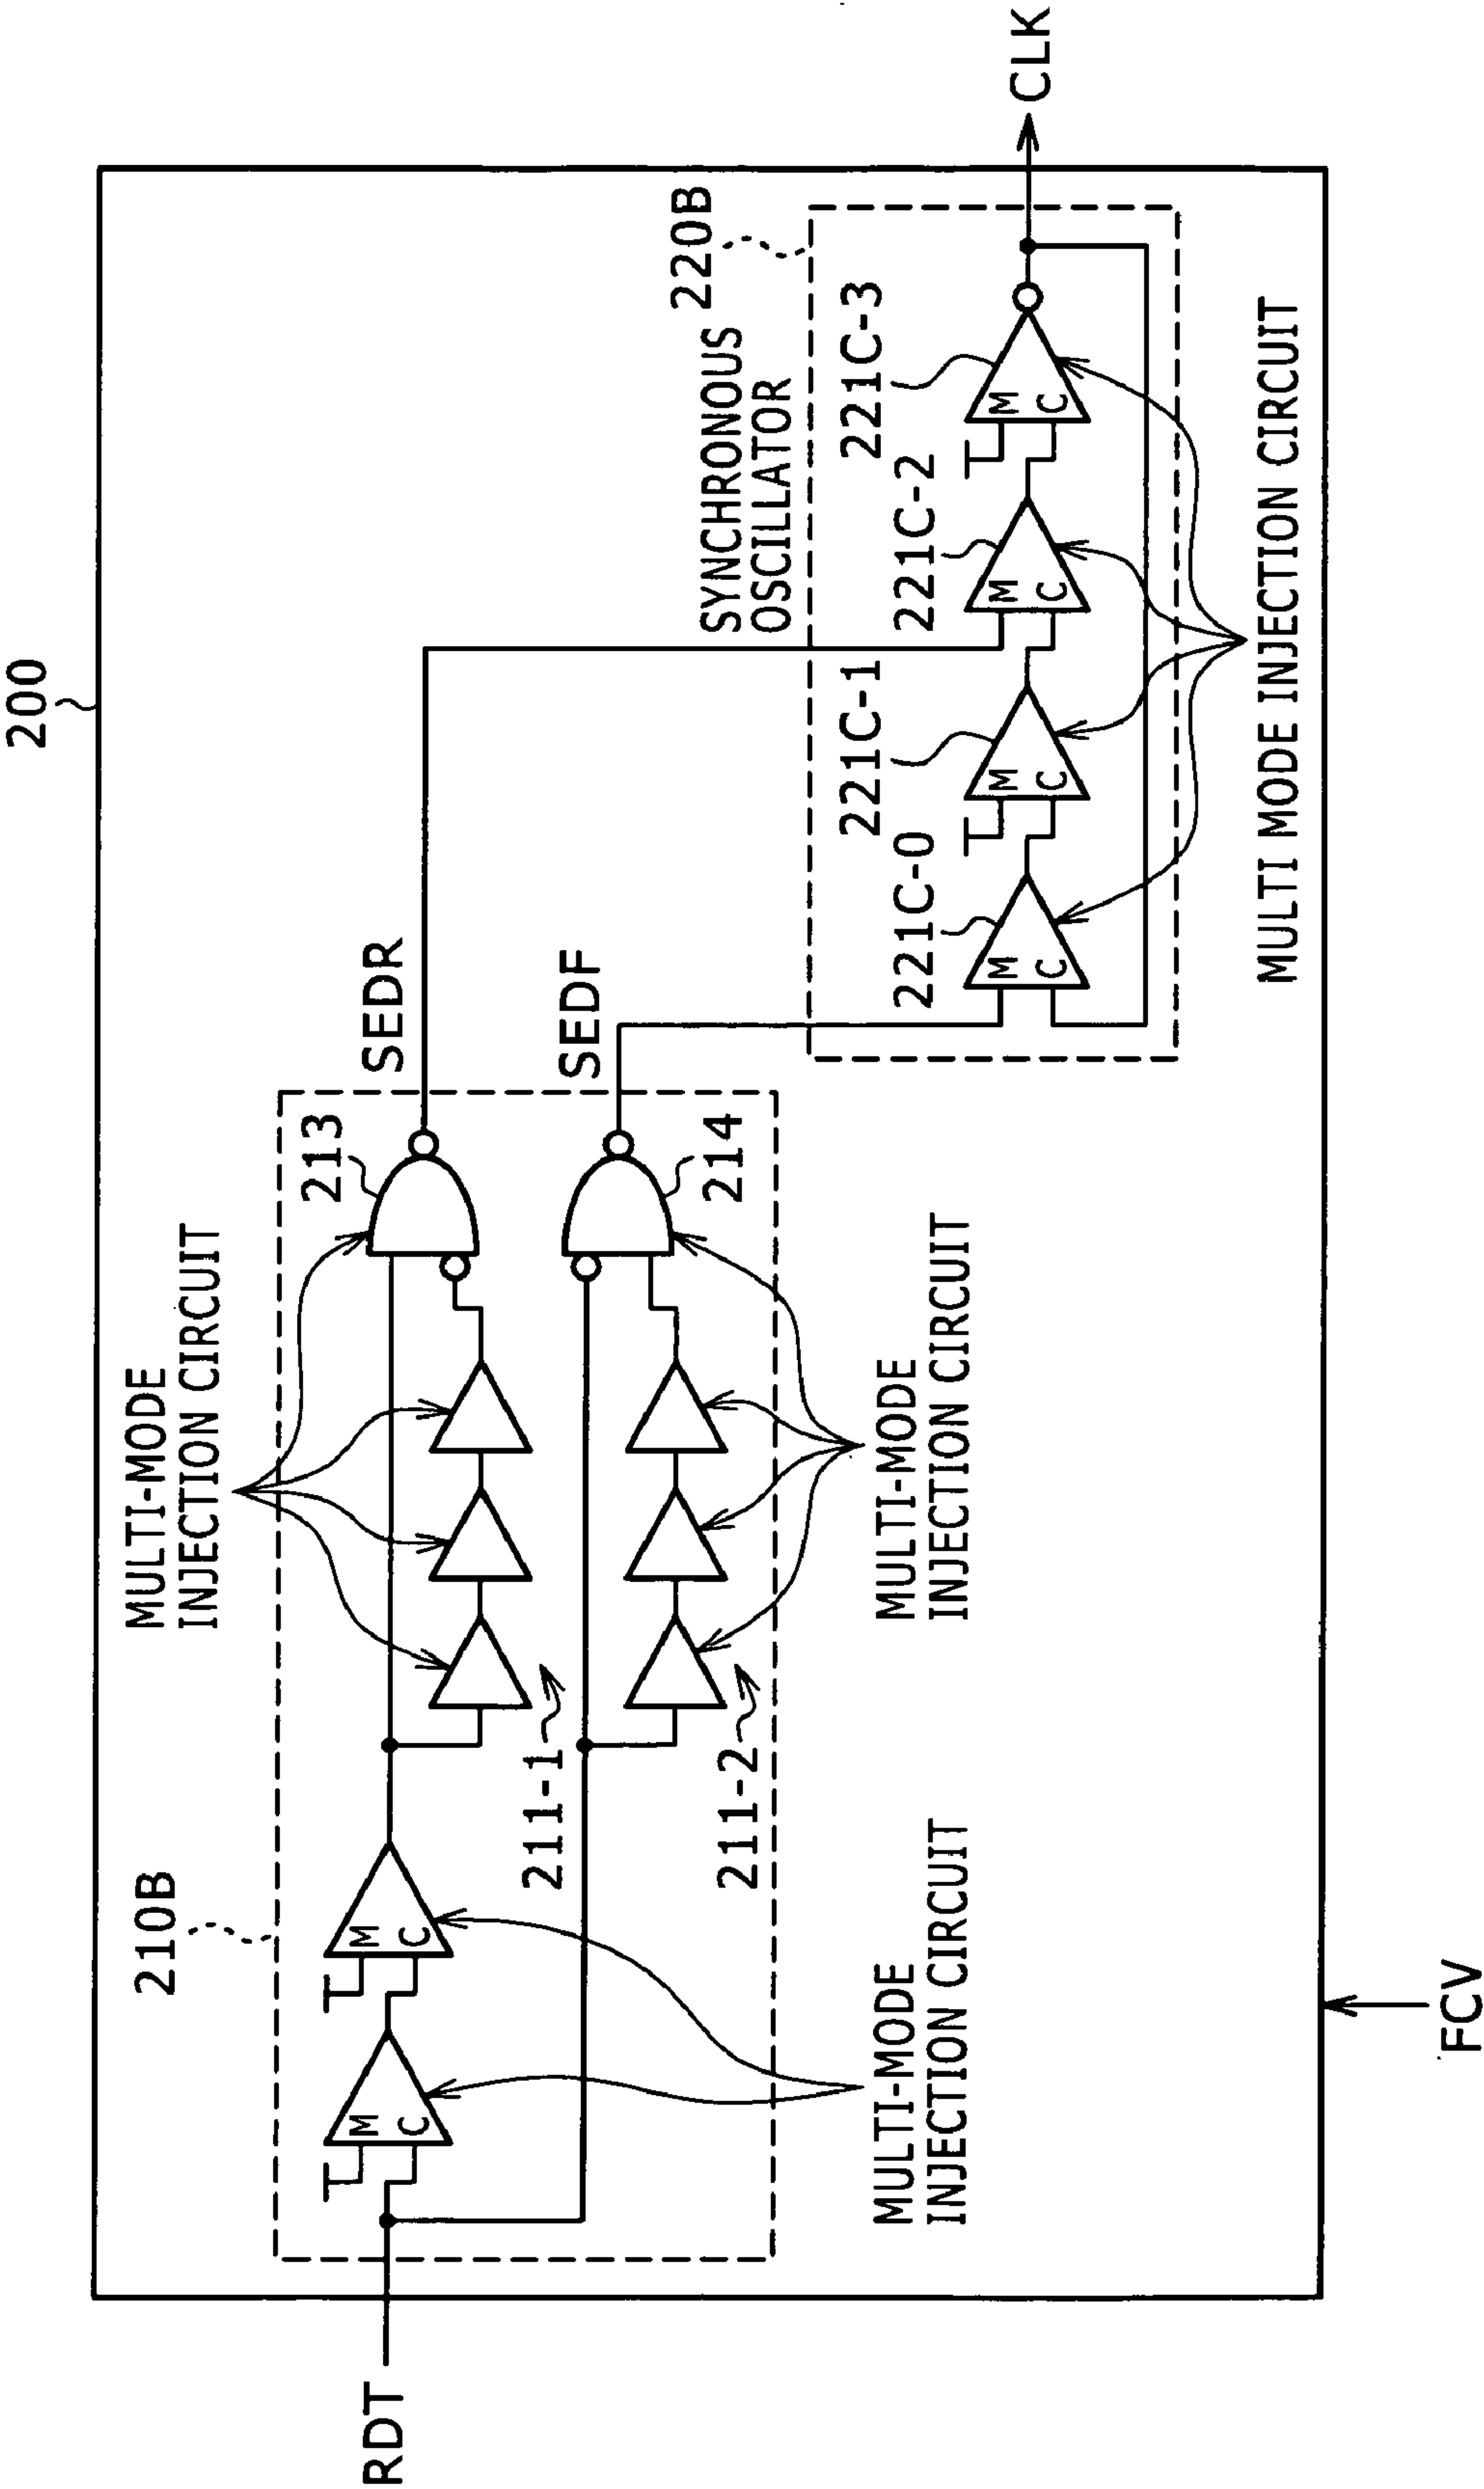 200
210B
RDT
M
C
M
C
MULTI-MODE
INJECTION CIRCUIT
211-1
211-2
213
214
MULTI-MODE
INJECTION CIRCUIT
MULTI-MODE
INJECTION CIRCUIT
SEDR
SEDF
SYNCHRONOUS
OSCILLATOR
220B
221C-0
221C-1
221C-2
221C-3
M
C
M
C
M
C
M
C
MULTI MODE INJECTION CIRCUIT
CLK
FCV